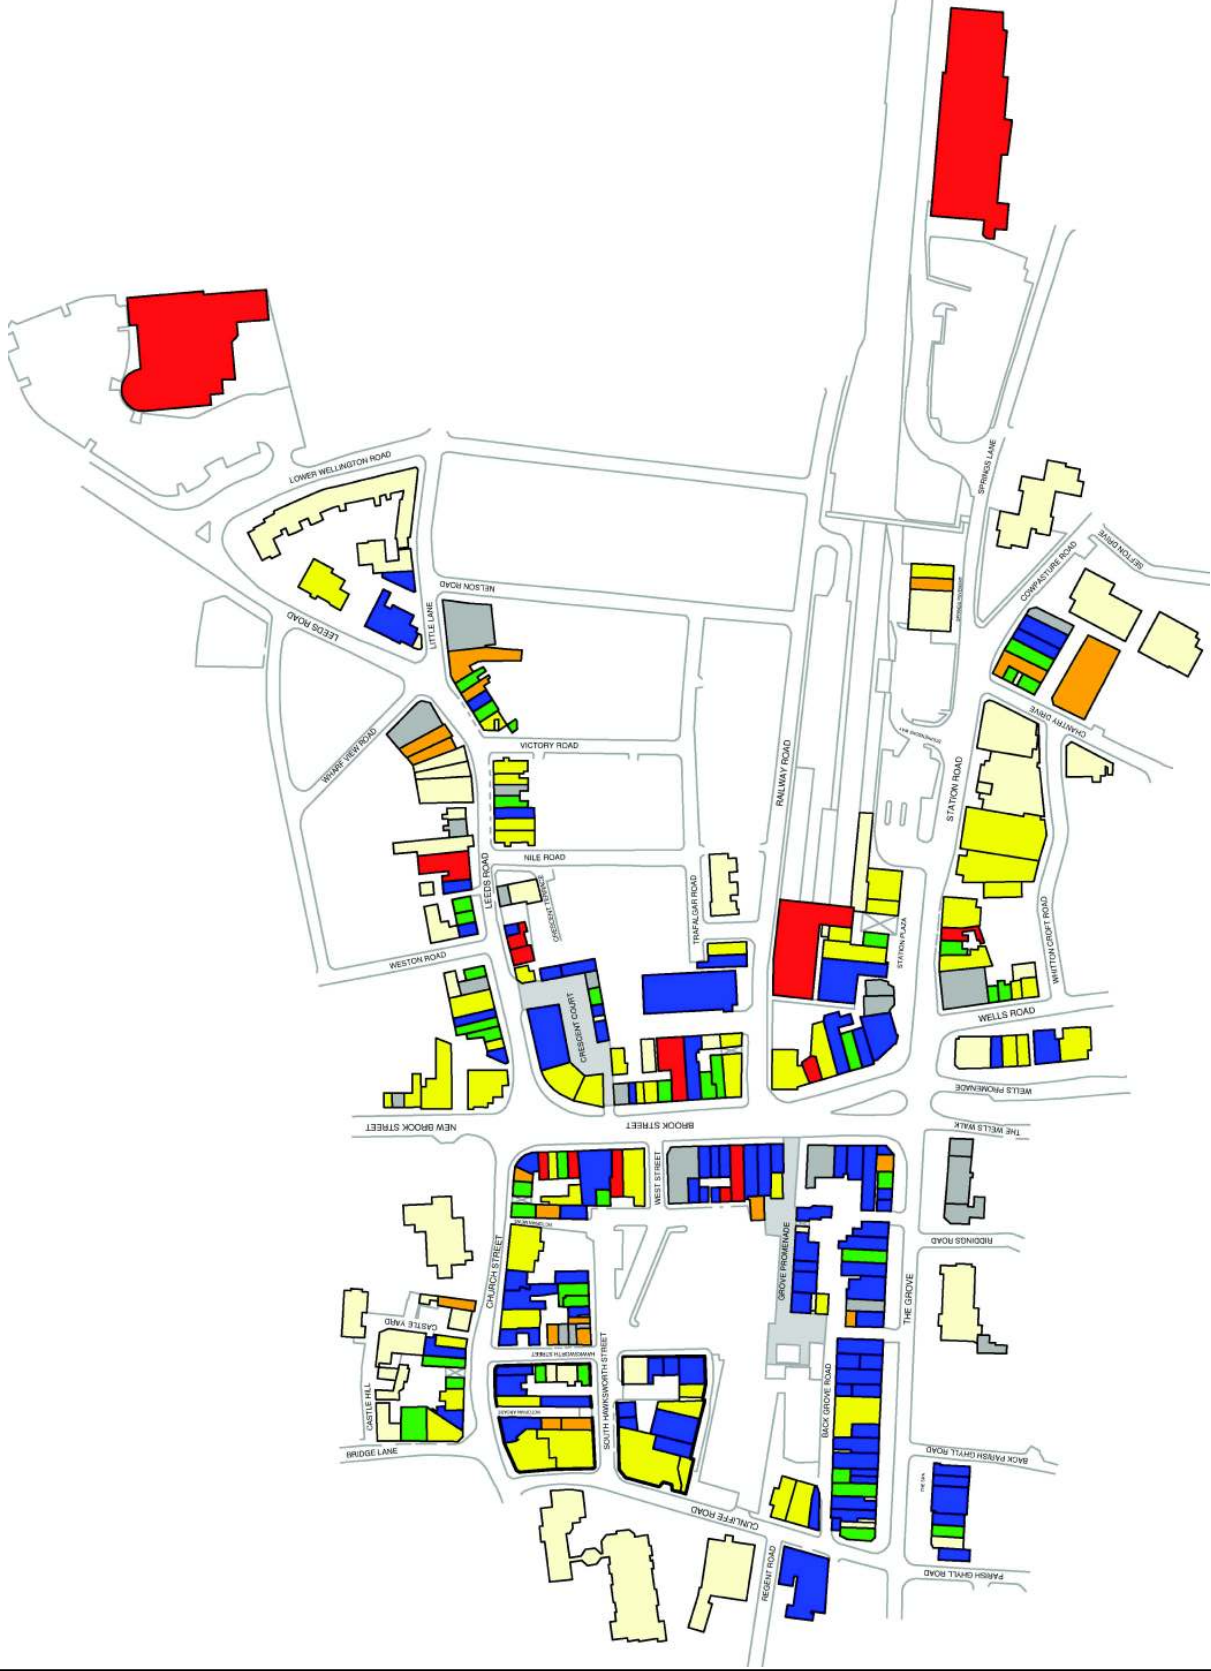 SPRINGS LANE
LOWER WELLINGTON ROAD
SEFTON DRIVE
COWPASTURE ROAD
NELSON ROAD
LITTLE LANE
LEEDS ROAD
CHANTRY DRIVE
WHARF VIEW ROAD
VICTORY ROAD
RAILWAY ROAD
STATION ROAD
NILE ROAD
LEEDS ROAD
CRESCENT TERRACE
TRAFALGAR ROAD
STATION PLAZA
WHITTON CROFT ROAD
WESTON ROAD
CRESCENT COURT
WELLS ROAD
WELLS PROMENADE
NEW BROOK STREET
BROOK STREET
THE WELLS WALK
WEST STREET
RIDDINGS ROAD
CHURCH STREET
GROVE PROMENADE
THE GROVE
CASTLE YARD
HAWKSWORTH STREET
SOUTH HAWKSWORTH STREET
CASTLE HILL
BACK GROVE ROAD
BRIDGE LANE
BACK PARISH GHYLL ROAD
CUNLIFFE ROAD
REGENT ROAD
PARISH GHYLL ROAD